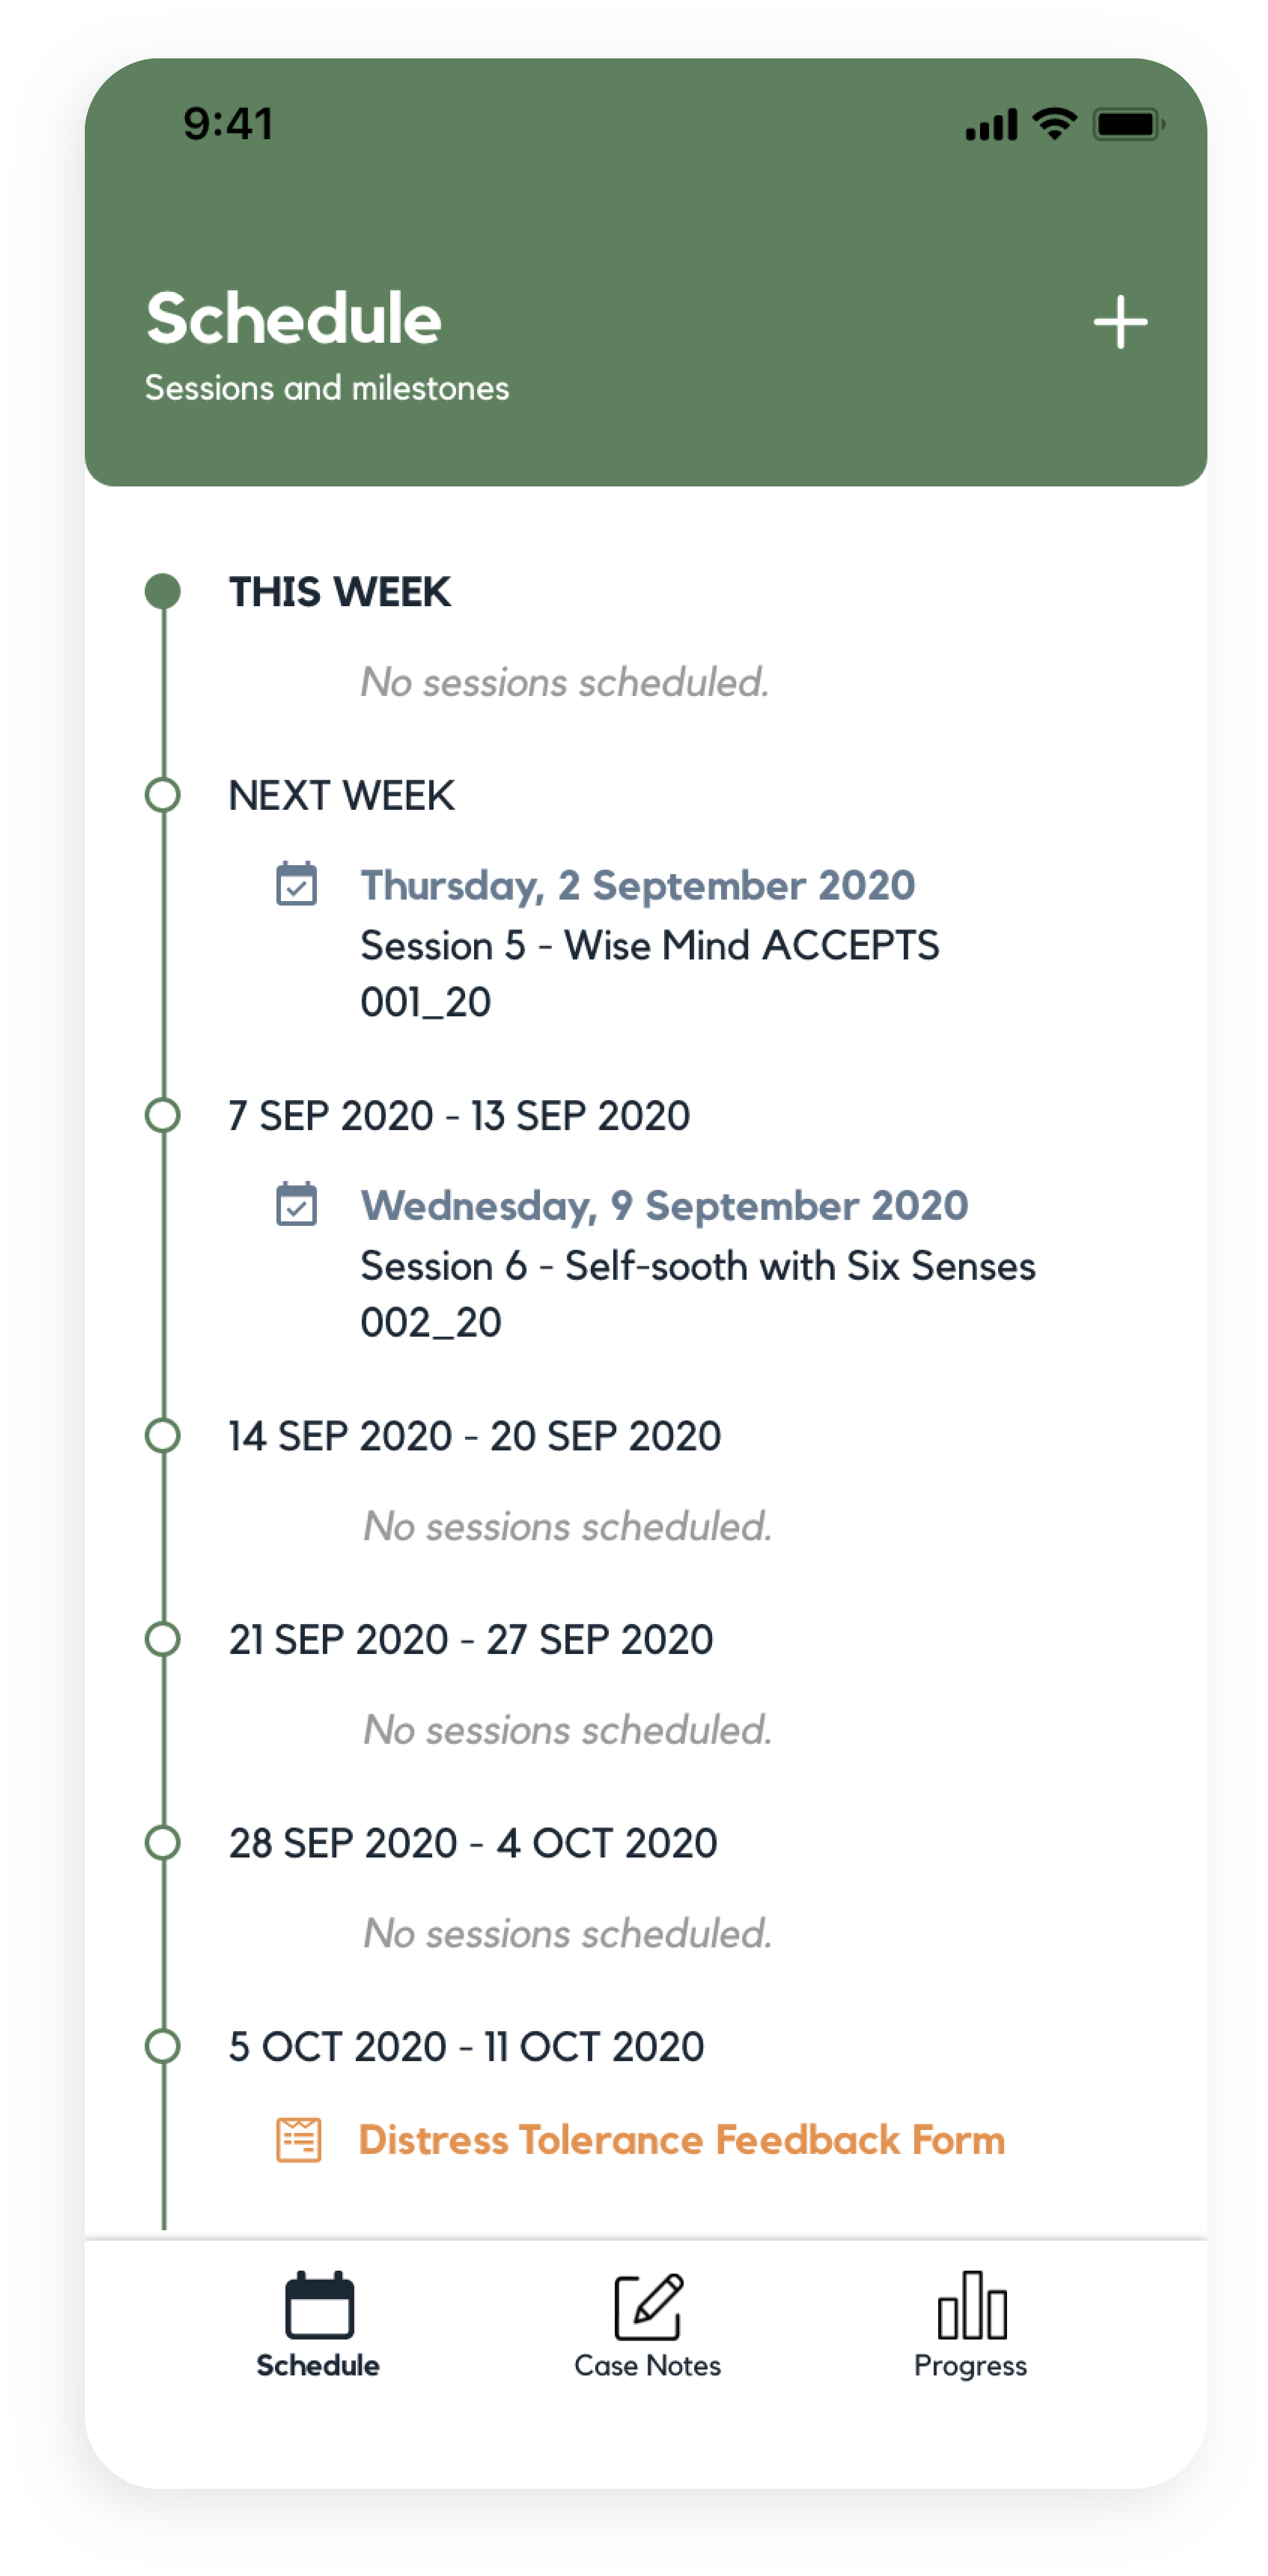 9:41
Schedule
Sessions and milestones
THIS WEEK
No sessions scheduled.
NEXT WEEK
Thursday, 2 September 2020
Session 5 - Wise Mind ACCEPTS
001_20
7 SEP 2020 - 13 SEP 2020
Wednesday, 9 September 2020
Session 6 - Self-sooth with Six Senses
002_20
14 SEP 2020 - 20 SEP 2020
No sessions scheduled.
21 SEP 2020 - 27 SEP 2020
No sessions scheduled.
28 SEP 2020 - 4 OCT 2020
No sessions scheduled.
5 OCT 2020 - 11 OCT 2020
Distress Tolerance Feedback Form
Schedule
Case Notes
Progress